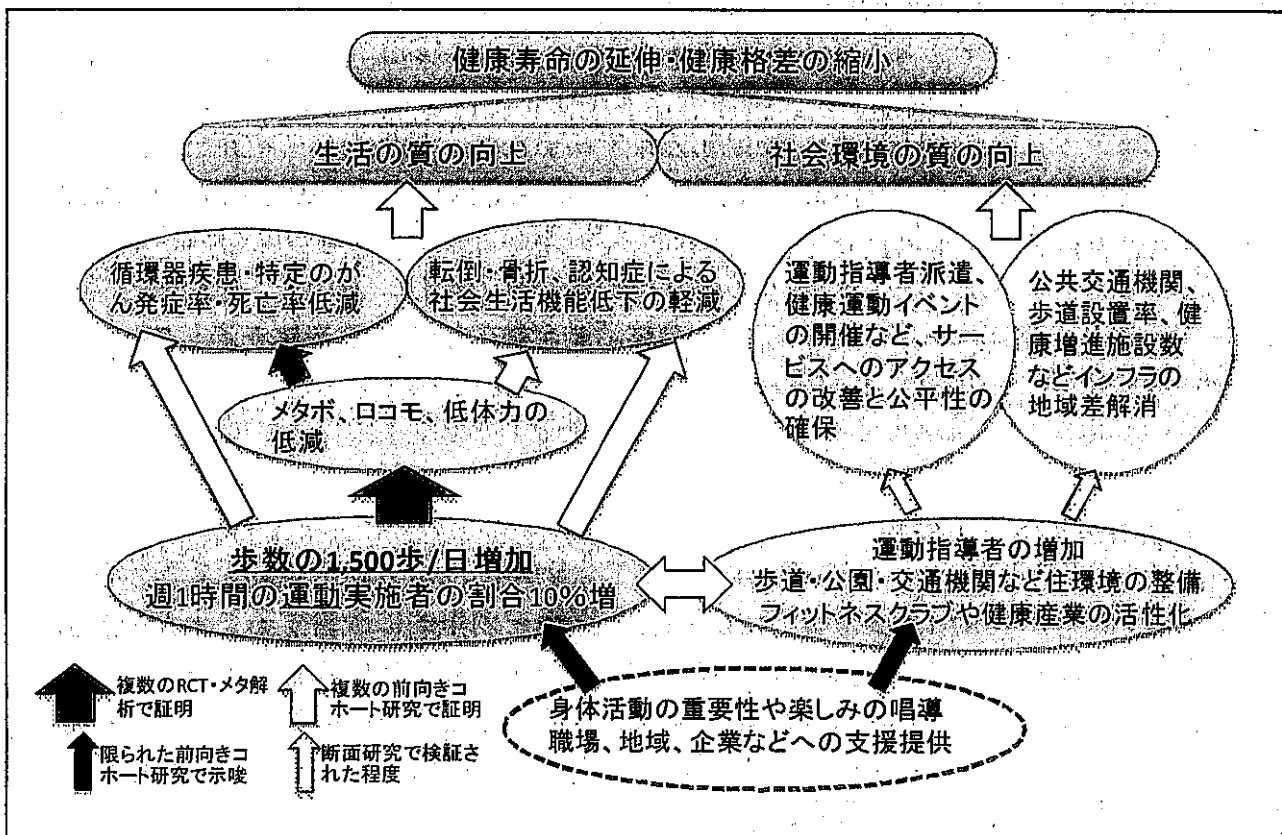 健康寿命の延伸・健康格差の縮小
生活の質の向上
社会環境の質の向上
循環器疾患・特定のが
ん発症率・死亡率低減
転倒・骨折、認知症による
社会生活機能低下の軽減
運動指導者派遣、
健康運動イベント
の開催など、サー
ビスへのアクセス
の改善と公平性の
確保
公共交通機関、
歩道設置率、健
康増進施設数
などインフラの
地域差解消
メタボ、ロコモ、低体力の
低減
歩数の1,500歩/日増加
週1時間の運動実施者の割合10%増
運動指導者の増加
歩道・公園・交通機関など住環境の整備
フィットネスクラブや健康産業の活性化
身体活動の重要性や楽しみの唱導
職場、地域、企業などへの支援提供
複数のRCT・メタ解
析で証明
複数の前向きコ
ホート研究で証明
限られた前向きコ
ホート研究で示唆
断面研究で検証さ
れた程度